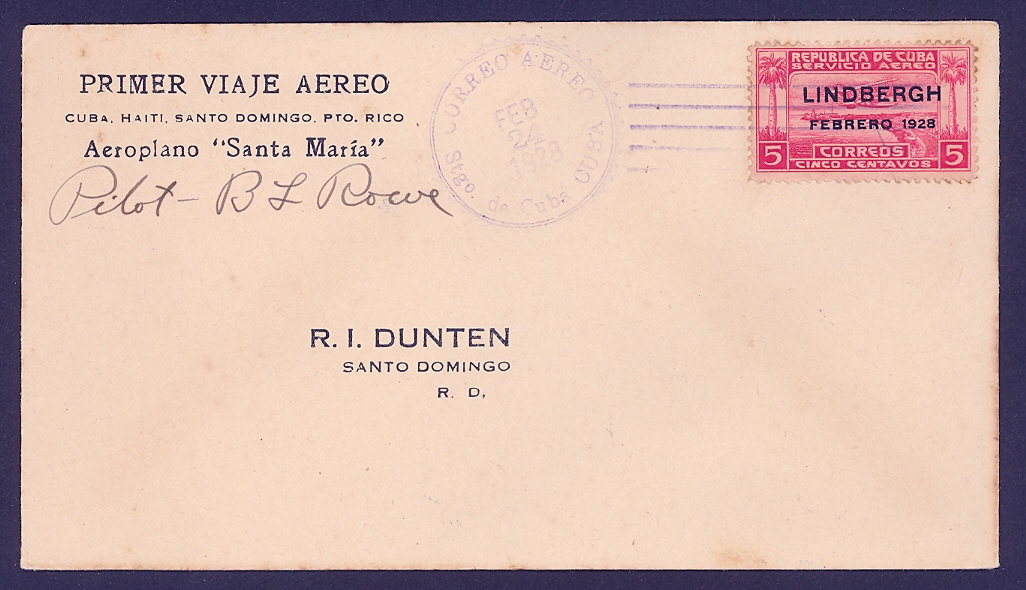 PRIMER VIAJE AEREO
CUBA, HAITI, SANTO DOMINGO, PTO. RICO
Aeroplano "Santa María"
Pilot - B L Rowe
CORREO AEREO
FEB
1928
Stgo. de Cuba CUBA
REPUBLICA DE CUBA
SERVICIO AEREO
LINDBERGH
FEBRERO 1928
5 CORREOS 5
CINCO CENTAVOS
R. I. DUNTEN
SANTO DOMINGO
R. D.